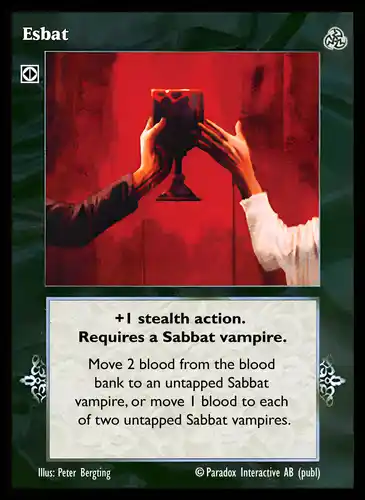 Esbat
+1 stealth action.
Requires a Sabbat vampire.
Move 2 blood from the blood
bank to an untapped Sabbat
vampire, or move 1 blood to each
of two untapped Sabbat vampires.
Illus: Peter Bergting
© Paradox Interactive AB (publ)